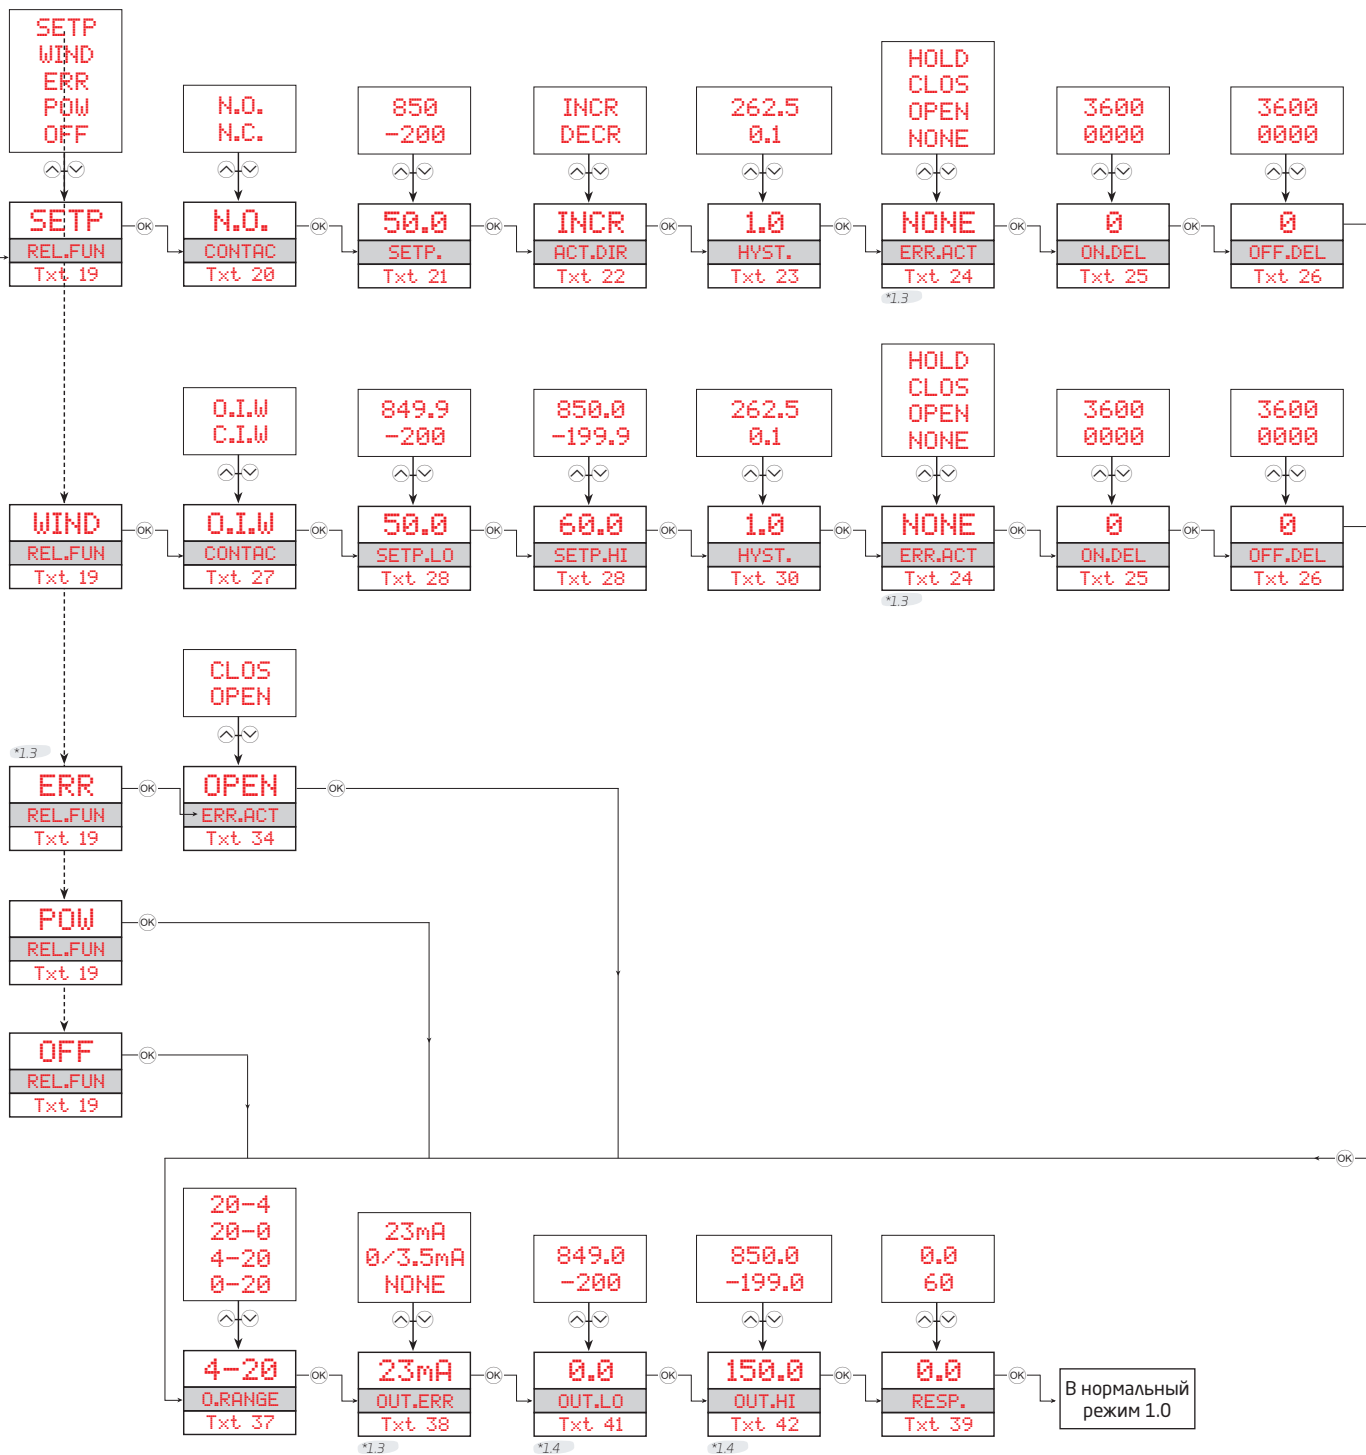 SETP
WIND
ERR
POW
OFF
N.O.
N.C.
850
-200
INCR
DECR
262.5
0.1
HOLD
CLOS
OPEN
NONE
3600
0000
3600
0000
SETP
REL.FUN
Txt 19
OK
N.O.
CONTAC
Txt 20
OK
50.0
SETP.
Txt 21
OK
INCR
ACT.DIR
Txt 22
OK
1.0
HYST.
Txt 23
OK
NONE
ERR.ACT
Txt 24
*1.3
OK
0
ON.DEL
Txt 25
OK
0
OFF.DEL
Txt 26
O.I.W
C.I.W
849.9
-200
850.0
-199.9
262.5
0.1
HOLD
CLOS
OPEN
NONE
3600
0000
3600
0000
WIND
REL.FUN
Txt 19
OK
O.I.W
CONTAC
Txt 27
OK
50.0
SETP.LO
Txt 28
OK
60.0
SETP.HI
Txt 28
OK
1.0
HYST.
Txt 30
OK
NONE
ERR.ACT
Txt 24
*1.3
OK
0
ON.DEL
Txt 25
OK
0
OFF.DEL
Txt 26
CLOS
OPEN
*1.3
ERR
REL.FUN
Txt 19
OK
OPEN
ERR.ACT
Txt 34
OK
POW
REL.FUN
Txt 19
OK
OFF
REL.FUN
Txt 19
OK
OK
20-4
20-0
4-20
0-20
23mA
0/3.5mA
NONE
849.0
-200
850.0
-199.0
0.0
60
4-20
O.RANGE
Txt 37
OK
23mA
OUT.ERR
Txt 38
*1.3
OK
0.0
OUT.LO
Txt 41
*1.4
OK
150.0
OUT.HI
Txt 42
*1.4
OK
0.0
RESP.
Txt 39
OK
В нормальный
режим 1.0